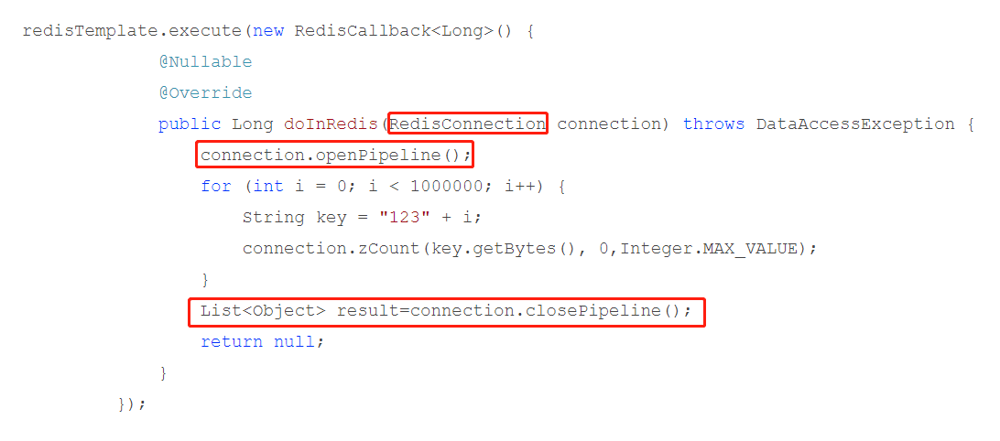 redisTemplate.execute(new RedisCallback<Long>() {
@Nullable
@Override
public Long doInRedis(RedisConnection connection) throws DataAccessException {
connection.openPipeline();
for (int i = 0; i < 1000000; i++) {
String key = "123" + i;
connection.zCount(key.getBytes(), 0,Integer.MAX_VALUE);
}
List<Object> result=connection.closePipeline();
return null;
}
});